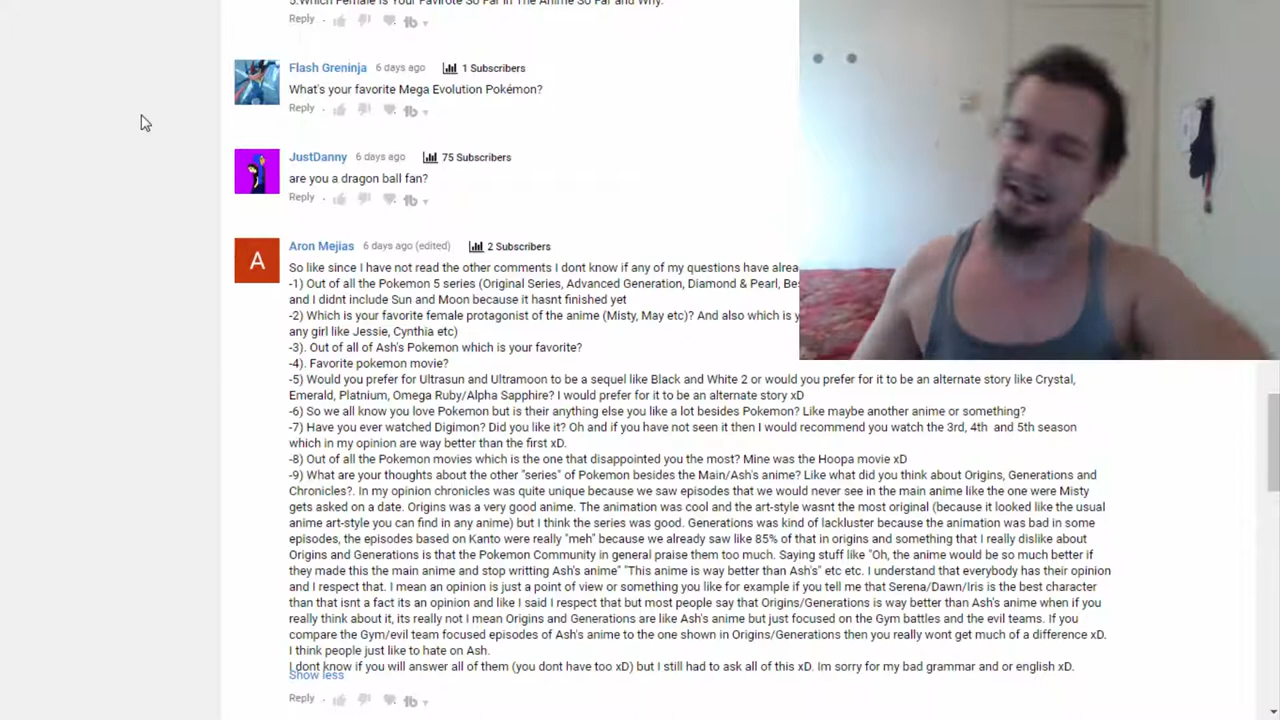 5.Which Female Is Your Favirote So Far In The Anime So Far and Why.
Reply
Flash Greninja 6 days ago 1 Subscribers
What's your favorite Mega Evolution Pokémon?
Reply
JustDanny 6 days ago 75 Subscribers
are you a dragon ball fan?
Reply
A
Aron Mejias 6 days ago (edited) 2 Subscribers
So like since I have not read the other comments I dont know if any of my questions have alrea
-1) Out of all the Pokemon 5 series (Original Series, Advanced Generation, Diamond & Pearl, Be
and I didnt include Sun and Moon because it hasnt finished yet
-2) Which is your favorite female protagonist of the anime (Misty, May etc)? And also which is y
any girl like Jessie, Cynthia etc)
-3). Out of all of Ash's Pokemon which is your favorite?
-4). Favorite pokemon movie?
-5) Would you prefer for Ultrasun and Ultramoon to be a sequel like Black and White 2 or would you prefer for it to be an alternate story like Crystal,
Emerald, Platnium, Omega Ruby/Alpha Sapphire? I would prefer for it to be an alternate story xD
-6) So we all know you love Pokemon but is their anything else you like a lot besides Pokemon? Like maybe another anime or something?
-7) Have you ever watched Digimon? Did you like it? Oh and if you have not seen it then I would recommend you watch the 3rd, 4th and 5th season
which in my opinion are way better than the first xD.
-8) Out of all the Pokemon movies which is the one that disappointed you the most? Mine was the Hoopa movie xD
-9) What are your thoughts about the other "series" of Pokemon besides the Main/Ash's anime? Like what did you think about Origins, Generations and
Chronicles?. In my opinion chronicles was quite unique because we saw episodes that we would never see in the main anime like the one were Misty
gets asked on a date. Origins was a very good anime. The animation was cool and the art-style wasnt the most original (because it looked like the usual
anime art-style you can find in any anime) but I think the series was good. Generations was kind of lackluster because the animation was bad in some
episodes, the episodes based on Kanto were really "meh" because we already saw like 85% of that in origins and something that I really dislike about
Origins and Generations is that the Pokemon Community in general praise them too much. Saying stuff like "Oh, the anime would be so much better if
they made this the main anime and stop writting Ash's anime" "This anime is way better than Ash's" etc etc. I understand that everybody has their opinion
and I respect that. I mean an opinion is just a point of view or something you like for example if you tell me that Serena/Dawn/Iris is the best character
than that isnt a fact its an opinion and like I said I respect that but most people say that Origins/Generations is way better than Ash's anime when if you
really think about it, its really not I mean Origins and Generations are like Ash's anime but just focused on the Gym battles and the evil teams. If you
compare the Gym/evil team focused episodes of Ash's anime to the one shown in Origins/Generations then you really wont get much of a difference xD.
I think people just like to hate on Ash.
I dont know if you will answer all of them (you dont have too xD) but I still had to ask all of this xD. Im sorry for my bad grammar and or english xD.
Show less
Reply